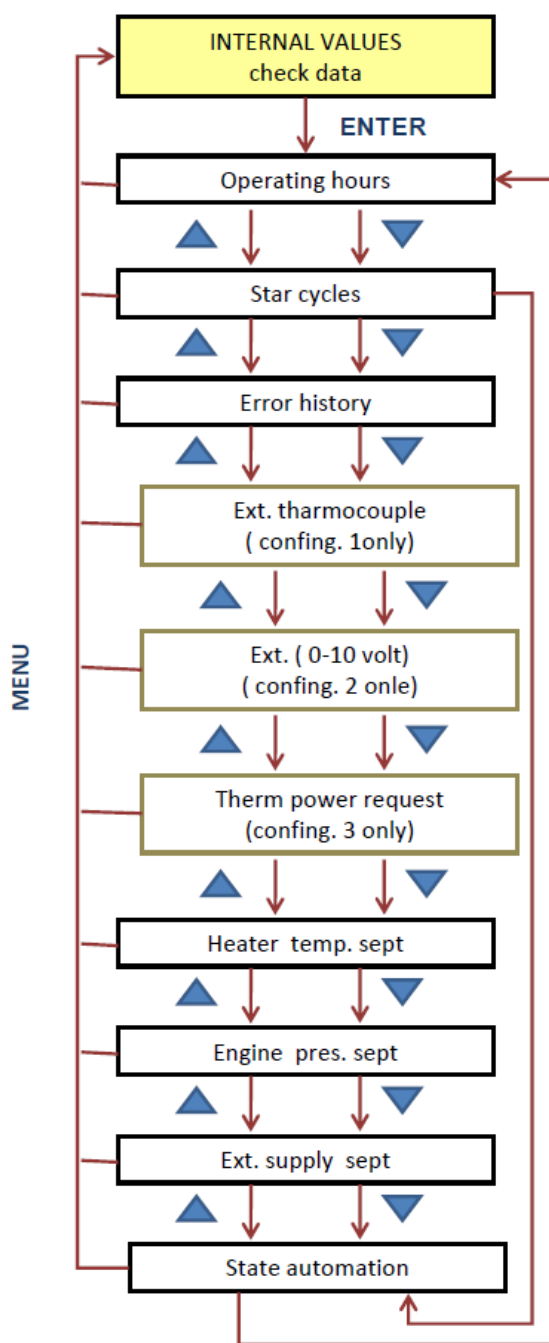 INTERNAL VALUES
check data
ENTER
Operating hours
Star cycles
Error history
Ext. tharmocouple
( confing. 1only)
Ext. ( 0-10 volt)
( confing. 2 onle)
MENU
Therm power request
(confing. 3 only)
Heater temp. sept
Engine pres. sept
Ext. supply sept
State automation